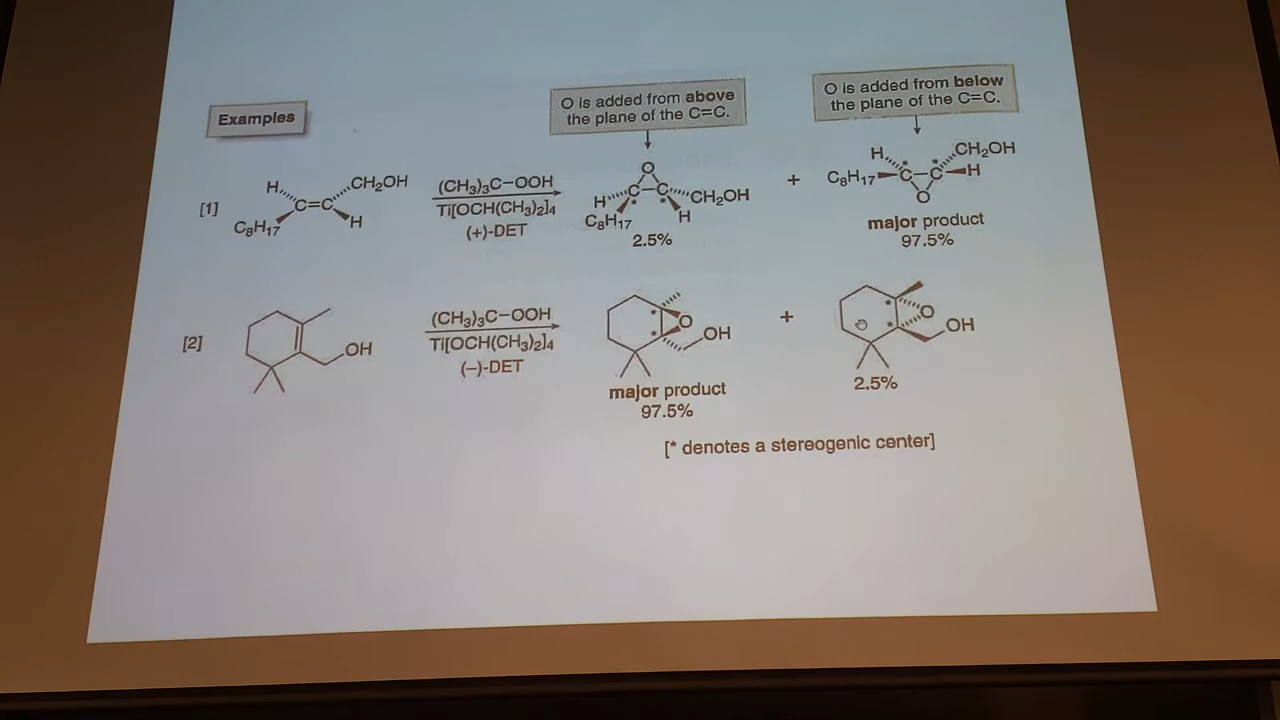 Examples
O is added from above
the plane of the C=C.
O is added from below
the plane of the C=C.
[1]
H
CH₂OH
C=C
C₈H₁₇
H
(CH₃)₃C–OOH
Ti[OCH(CH₃)₂]₄
(+)-DET
O
H
C–C
CH₂OH
C₈H₁₇
H
2.5%
+
H
CH₂OH
C₈H₁₇
C–C
H
O
major product
97.5%
[2]
OH
(CH₃)₃C–OOH
Ti[OCH(CH₃)₂]₄
(–)-DET
*
*
O
OH
major product
97.5%
+
*
*
O
OH
2.5%
[* denotes a stereogenic center]